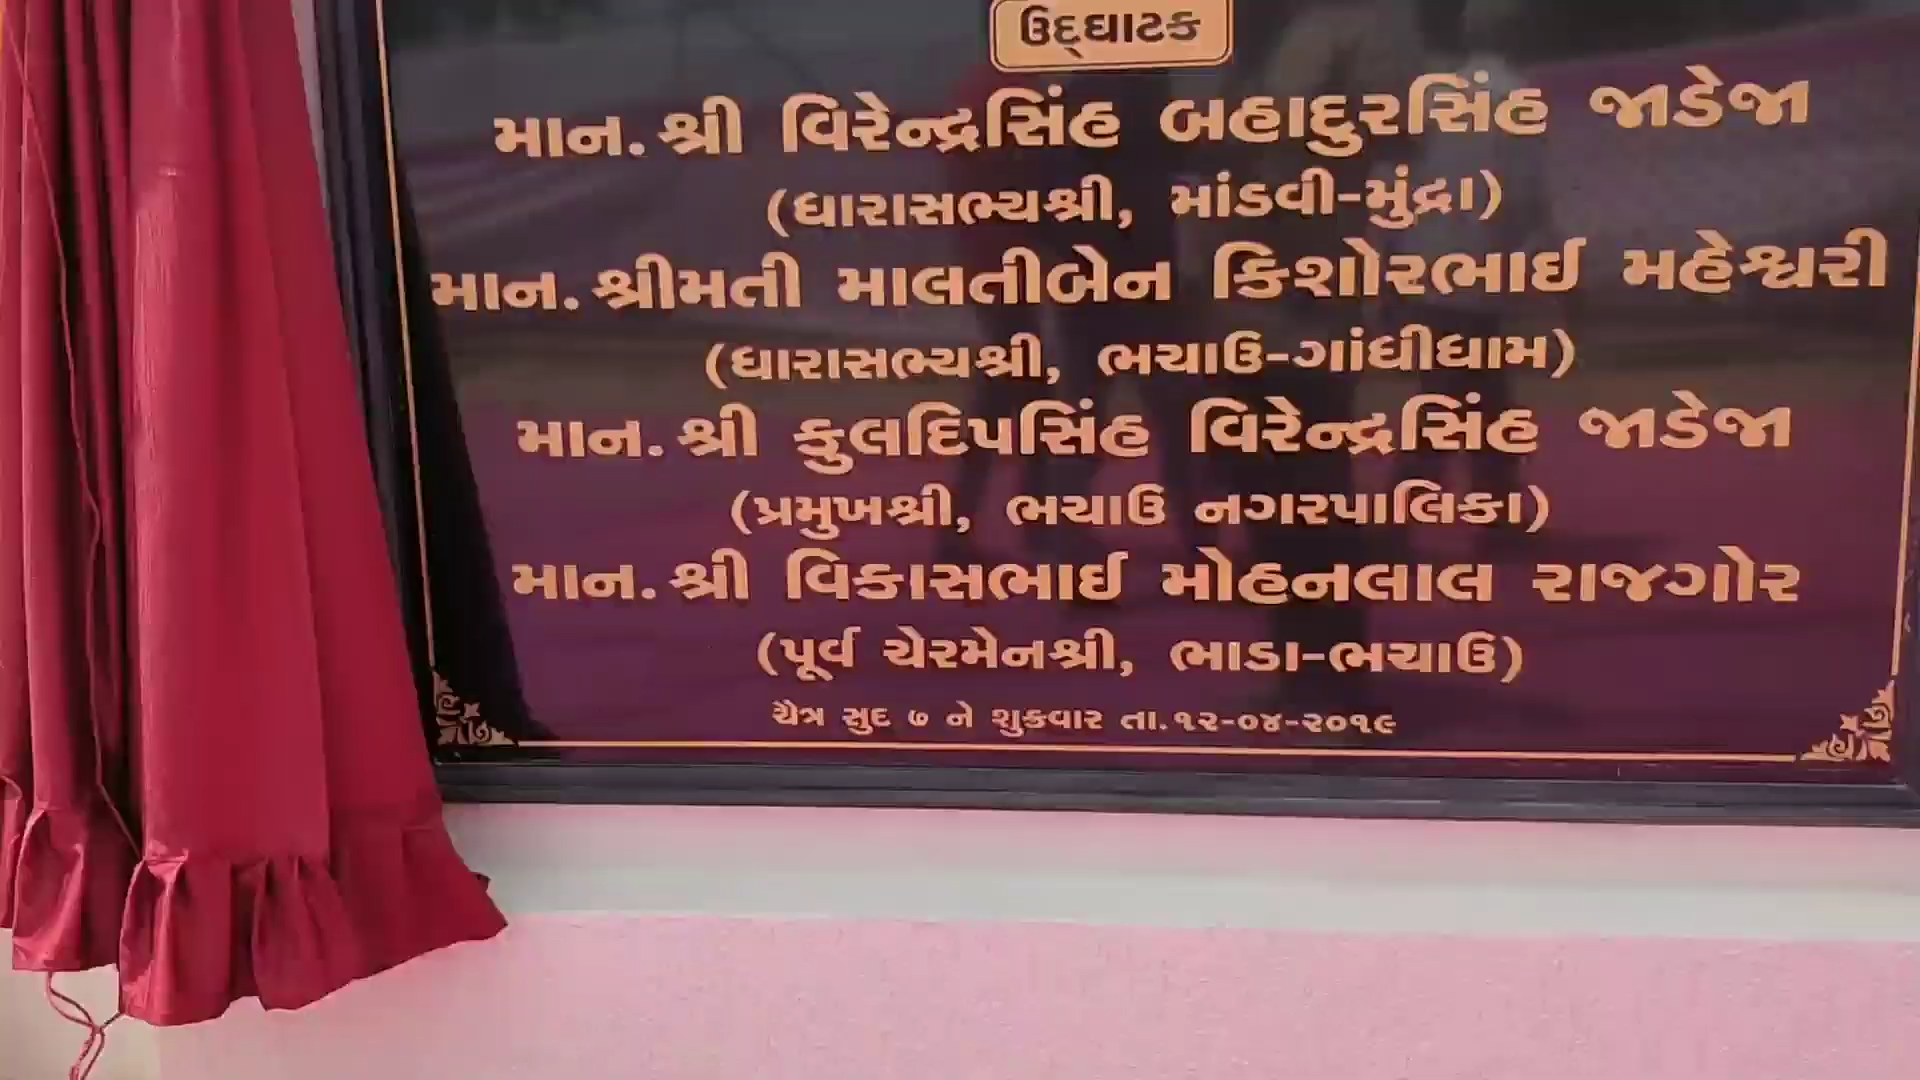 ઉદ્ઘાટક
માન. શ્રી વિરેન્દ્રસિંહ બહાદુરસિંહ જાડેજા
(ધારાસભ્યશ્રી, માંડવી-મુંદ્રા)
માન. શ્રીમતી માલતીબેન કિશોરભાઈ મહેશ્વરી
(ધારાસભ્યશ્રી, ભચાઉ-ગાંધીધામ)
માન. શ્રી કુલદિપસિંહ વિરેન્દ્રસિંહ જાડેજા
(પ્રમુખશ્રી, ભચાઉ નગરપાલિકા)
માન. શ્રી વિકાસભાઈ મોહનલાલ રાજગોર
(પૂર્વ ચેરમેનશ્રી, ભાડા-ભચાઉ)
ચૈત્ર સુદ ૭ ને શુક્રવાર તા.૧૨-૦૪-૨૦૧૯